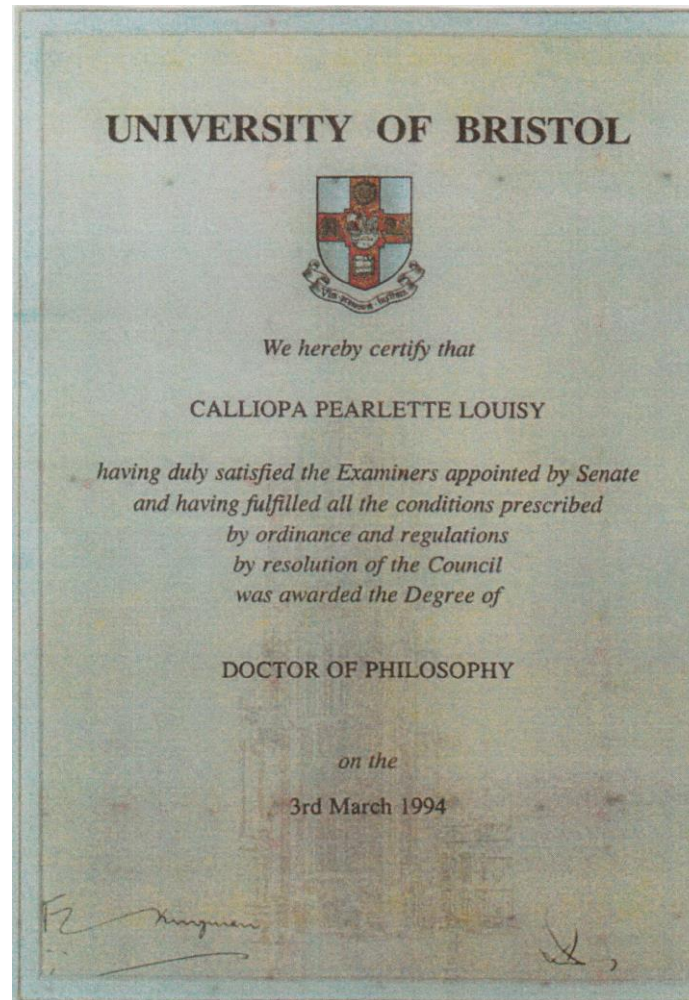 UNIVERSITY OF BRISTOL
We hereby certify that
CALLIOPA PEARLETTE LOUISY
having duly satisfied the Examiners appointed by Senate
and having fulfilled all the conditions prescribed
by ordinance and regulations
by resolution of the Council
was awarded the Degree of
DOCTOR OF PHILOSOPHY
on the
3rd March 1994
Kingman